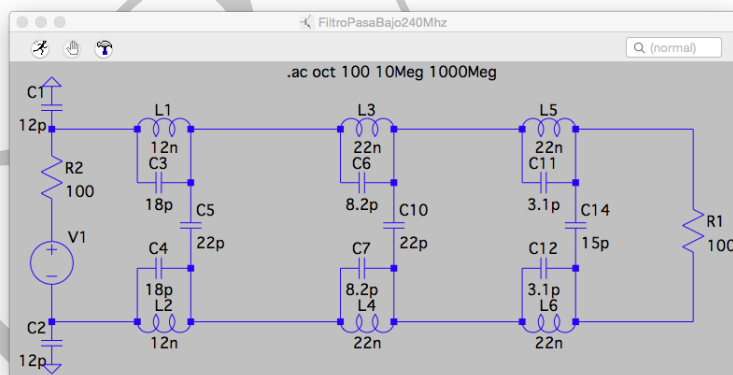 FiltroPasaBajo240Mhz
(normal)
.ac oct 100 10Meg 1000Meg
C1
12p
L1
12n
L3
22n
L5
22n
C3
18p
C6
8.2p
C11
3.1p
R2
100
C5
22p
C10
22p
C14
15p
R1
100
V1
C4
18p
C7
8.2p
C12
3.1p
L2
12n
L4
22n
L6
22n
C2
12p